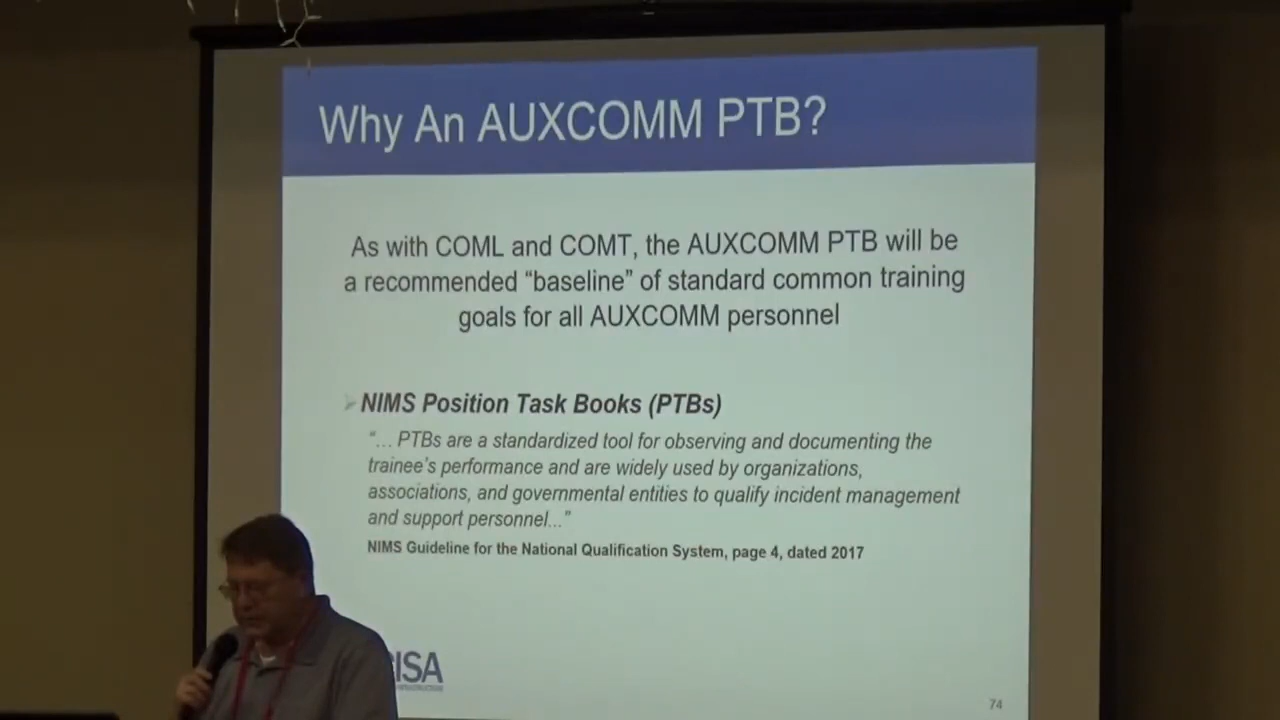 Why An AUXCOMM PTB?
As with COML and COMT, the AUXCOMM PTB will be
a recommended “baseline” of standard common training
goals for all AUXCOMM personnel
NIMS Position Task Books (PTBs)
“... PTBs are a standardized tool for observing and documenting the
trainee’s performance and are widely used by organizations,
associations, and governmental entities to qualify incident management
and support personnel...”
NIMS Guideline for the National Qualification System, page 4, dated 2017
ISA
74